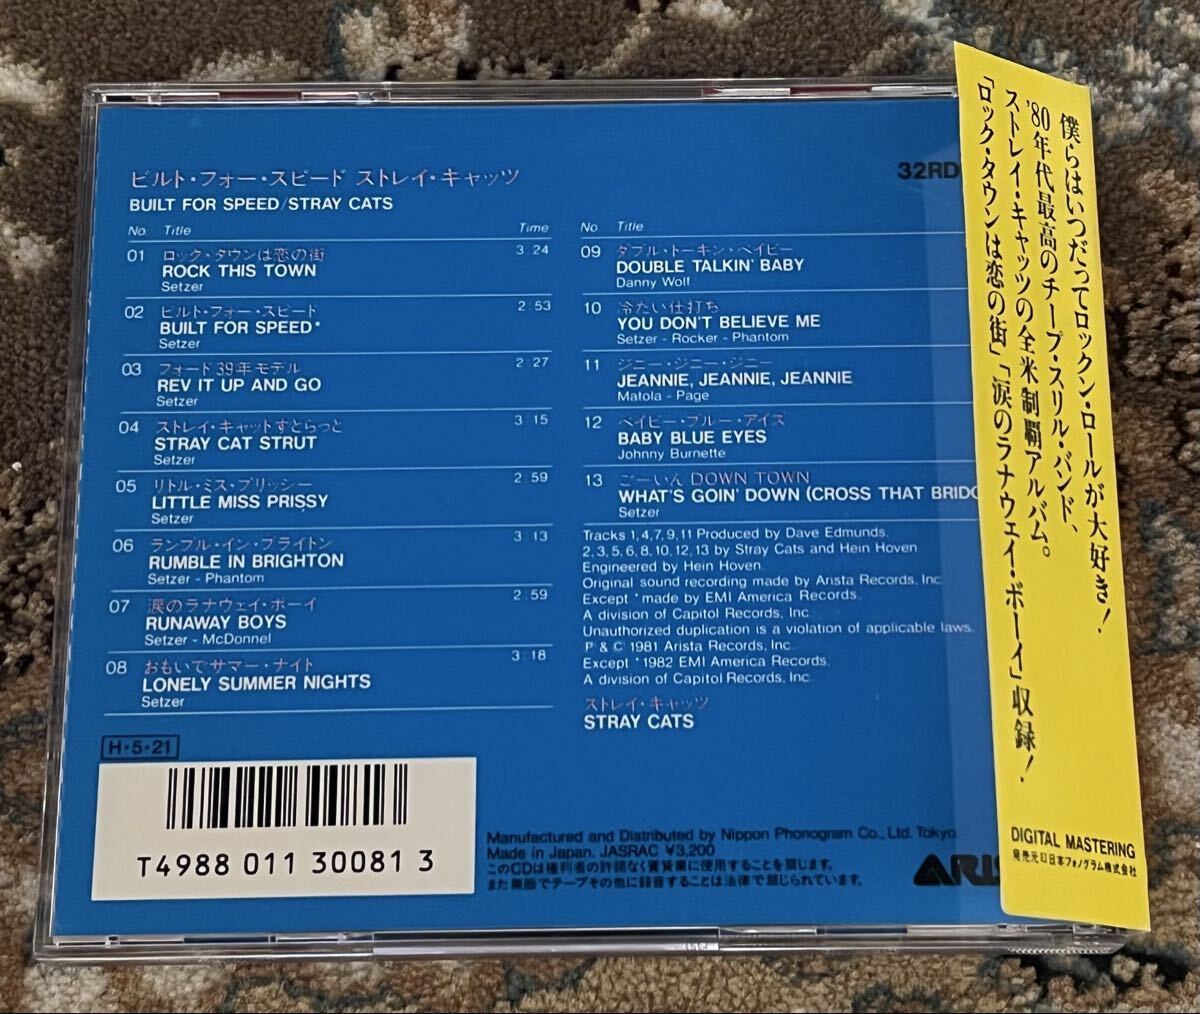 ビルト・フォー・スピード ストレイ・キャッツ
BUILT FOR SPEED/STRAY CATS
32RD
No. Title Time
01 ロック・タウンは恋の街 3:24
ROCK THIS TOWN
Setzer
02 ビルト・フォー・スピード 2:53
BUILT FOR SPEED*
Setzer
03 フォード39年モデル 2:27
REV IT UP AND GO
Setzer
04 ストレイ・キャットすとらっと 3:15
STRAY CAT STRUT
Setzer
05 リトル・ミス・プリッシー 2:59
LITTLE MISS PRISSY
Setzer
06 ランブル・イン・ブライトン 3:13
RUMBLE IN BRIGHTON
Setzer - Phantom
07 涙のラナウェイ・ボーイ 2:59
RUNAWAY BOYS
Setzer - McDonnel
08 おもいでサマー・ナイト 3:18
LONELY SUMMER NIGHTS
Setzer
No. Title
09 ダブル・トーキン・ベイビー
DOUBLE TALKIN' BABY
Danny Wolf
10 冷たい仕打ち
YOU DON'T BELIEVE ME
Setzer - Rocker - Phantom
11 ジニー・ジニー・ジニー
JEANNIE, JEANNIE, JEANNIE
Matola - Page
12 ベイビー・ブルー・アイズ
BABY BLUE EYES
Johnny Burnette
13 ごーいんDOWN TOWN
WHAT'S GOIN' DOWN (CROSS THAT BRIDG
Setzer
Tracks 1,4,7,9,11 Produced by Dave Edmunds.
2,3,5,6,8,10,12,13 by Stray Cats and Hein Hoven
Engineered by Hein Hoven.
Original sound recording made by Arista Records, Inc.
Except *made by EMI America Records.
A division of Capitol Records, Inc.
Unauthorized duplication is a violation of applicable laws.
P & C 1981 Arista Records, Inc.
Except *1982 EMI America Records,
A division of Capitol Records, Inc
ストレイ・キャッツ
STRAY CATS
H・5・21
T4988 011 30081 3
Manufactured and Distributed by Nippon Phonogram Co., Ltd. Tokyo
Made in Japan. JASRAC ¥3,200
このCDは権利者の許諾なく賃貸業に使用することを禁じます。
また無断でテープその他に録音することは法律で禁じられています。
ARIS
僕らはいつだってロックン・ロールが大好き!
'80年代最高のチープ・スリル・バンド、
ストレイ・キャッツの全米制覇アルバム。
「ロック・タウンは恋の街」「涙のラナウェイ・ボーイ」収録!
DIGITAL MASTERING
発売元:日本フォノグラム株式会社